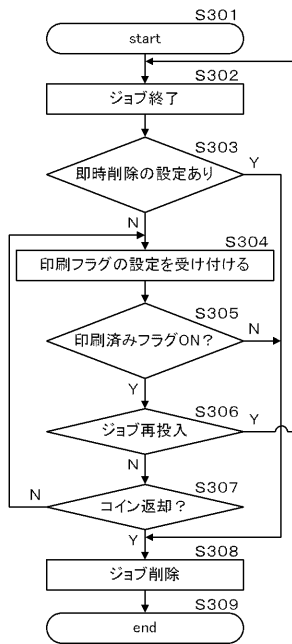 S301
start
S302
ジョブ終了
S303
即時削除の設定あり
Y
N
S304
印刷フラグの設定を受け付ける
S305
印刷済みフラグON?
N
Y
S306
ジョブ再投入
Y
N
S307
コイン返却?
N
Y
S308
ジョブ削除
S309
end